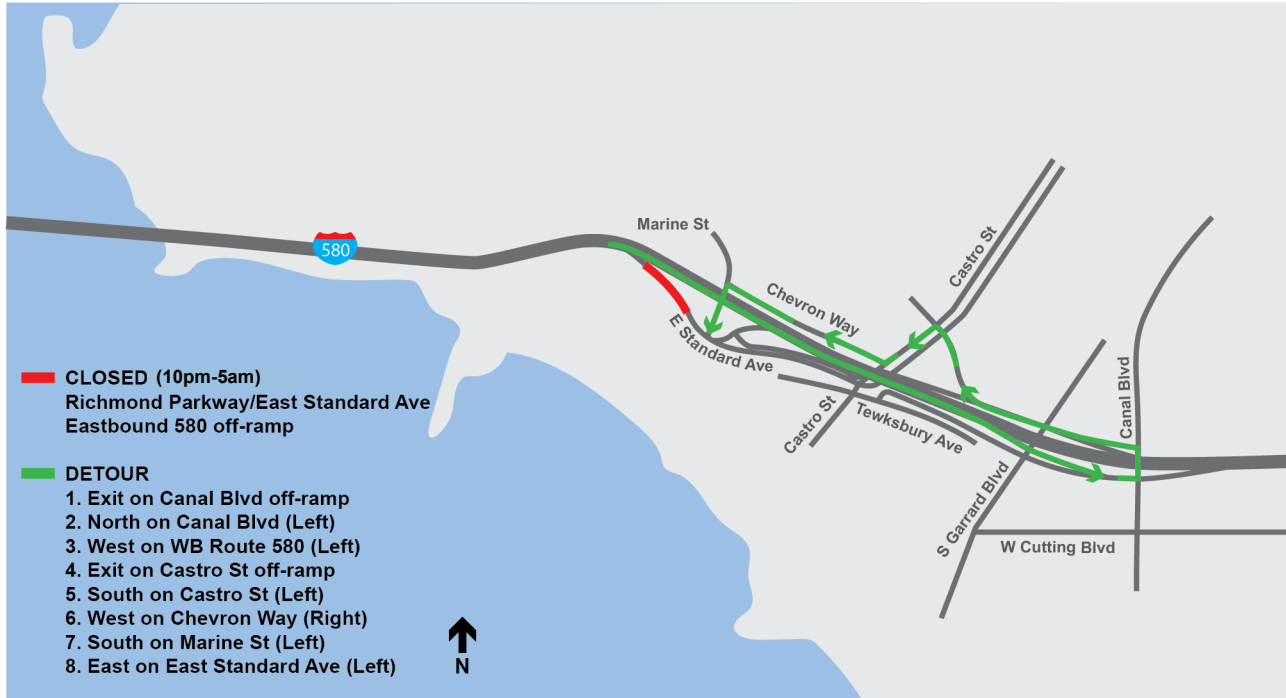 Marine St
580
Chevron Way
Castro St
E Standard Ave
Canal Blvd
Castro St
Tewksbury Ave
S Garrard Blvd
W Cutting Blvd
CLOSED (10pm-5am)
Richmond Parkway/East Standard Ave
Eastbound 580 off-ramp
DETOUR
1. Exit on Canal Blvd off-ramp
2. North on Canal Blvd (Left)
3. West on WB Route 580 (Left)
4. Exit on Castro St off-ramp
5. South on Castro St (Left)
6. West on Chevron Way (Right)
7. South on Marine St (Left)
8. East on East Standard Ave (Left)
N